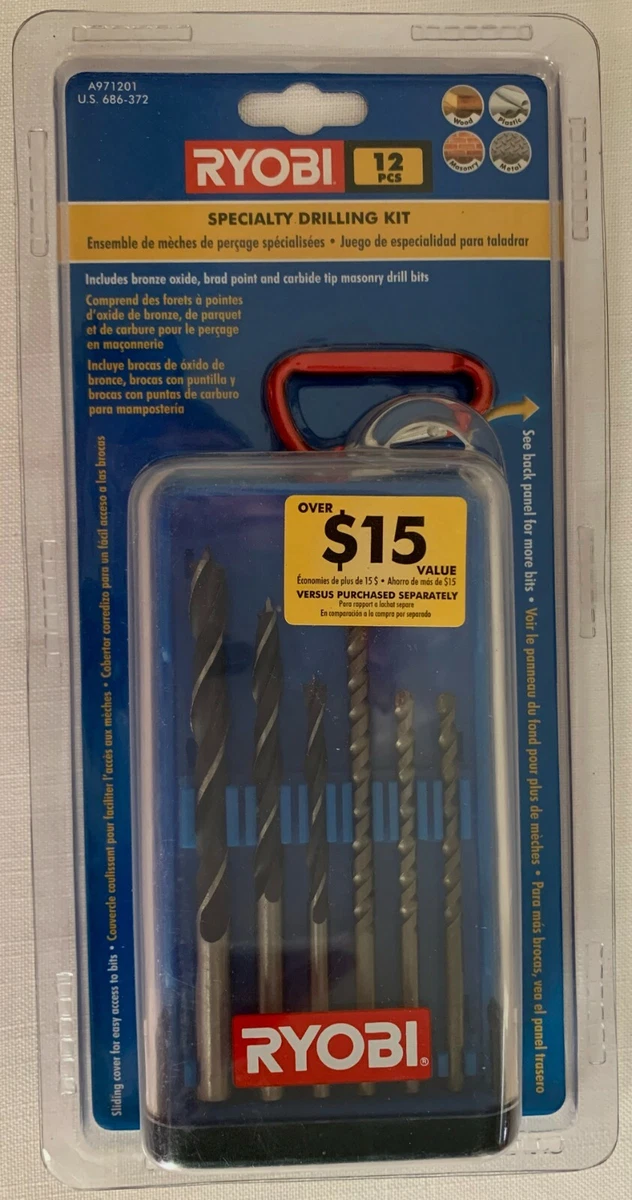 A971201
U.S. 686-372
Wood
Plastic
Masonry
Metal
RYOBI
12
PCS
SPECIALTY DRILLING KIT
Ensemble de mèches de perçage spécialisées • Juego de especialidad para taladrar
Includes bronze oxide, brad point and carbide tip masonry drill bits
Comprend des forets à pointes
d'oxide de bronze, de parquet
et de carbure pour le perçage
en maçonnerie
Incluye brocas de óxido de
bronce, brocas con puntilla y
brocas con puntas de carburo
para mampostería
Sliding cover for easy access to bits • Couvercle coulissant pour faciliter l'accès aux mèches • Cobertor corredizo para un fácil acceso a las brocas
See back panel for more bits • Voir le panneau du fond pour plus de mèches • Para más brocas, vea el panel trasero
OVER
$15
VALUE
Économies de plus de 15 $ • Ahorro de más de $15
VERSUS PURCHASED SEPARATELY
Par rapport a lachat separe
En comparación a la compra por separado
RYOBI®